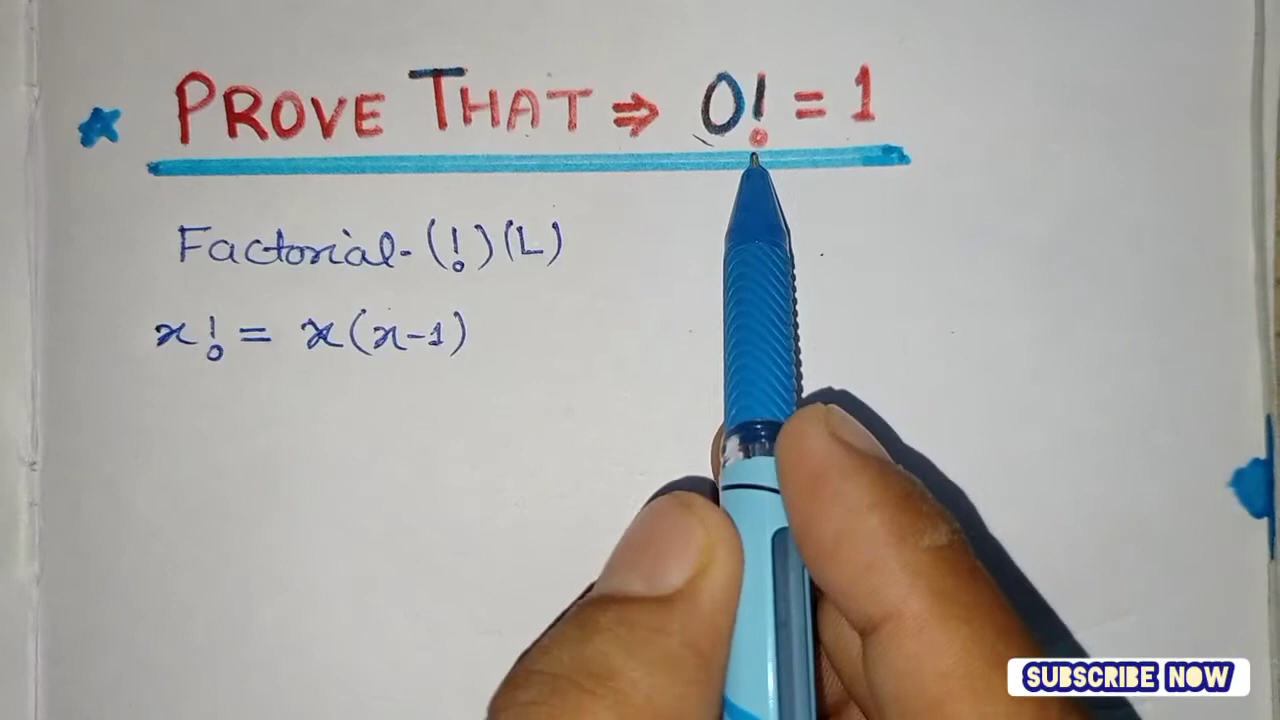 PROVE THAT ⇒ 0! = 1
Factorial - (!) (L)
x! = x(x-1)
SUBSCRIBE NOW